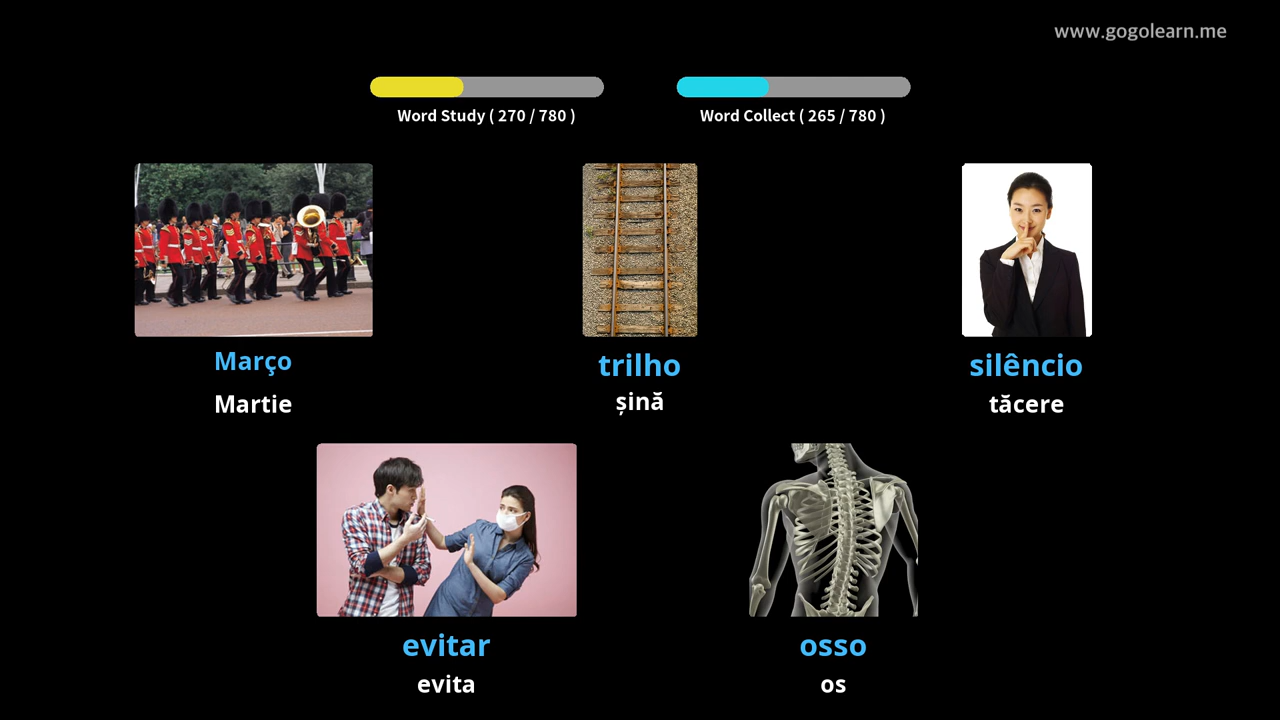 www.gogolearn.me
Word Study ( 270 / 780 )
Word Collect ( 265 / 780 )
Março
Martie
trilho
șină
silêncio
tăcere
evitar
evita
osso
os